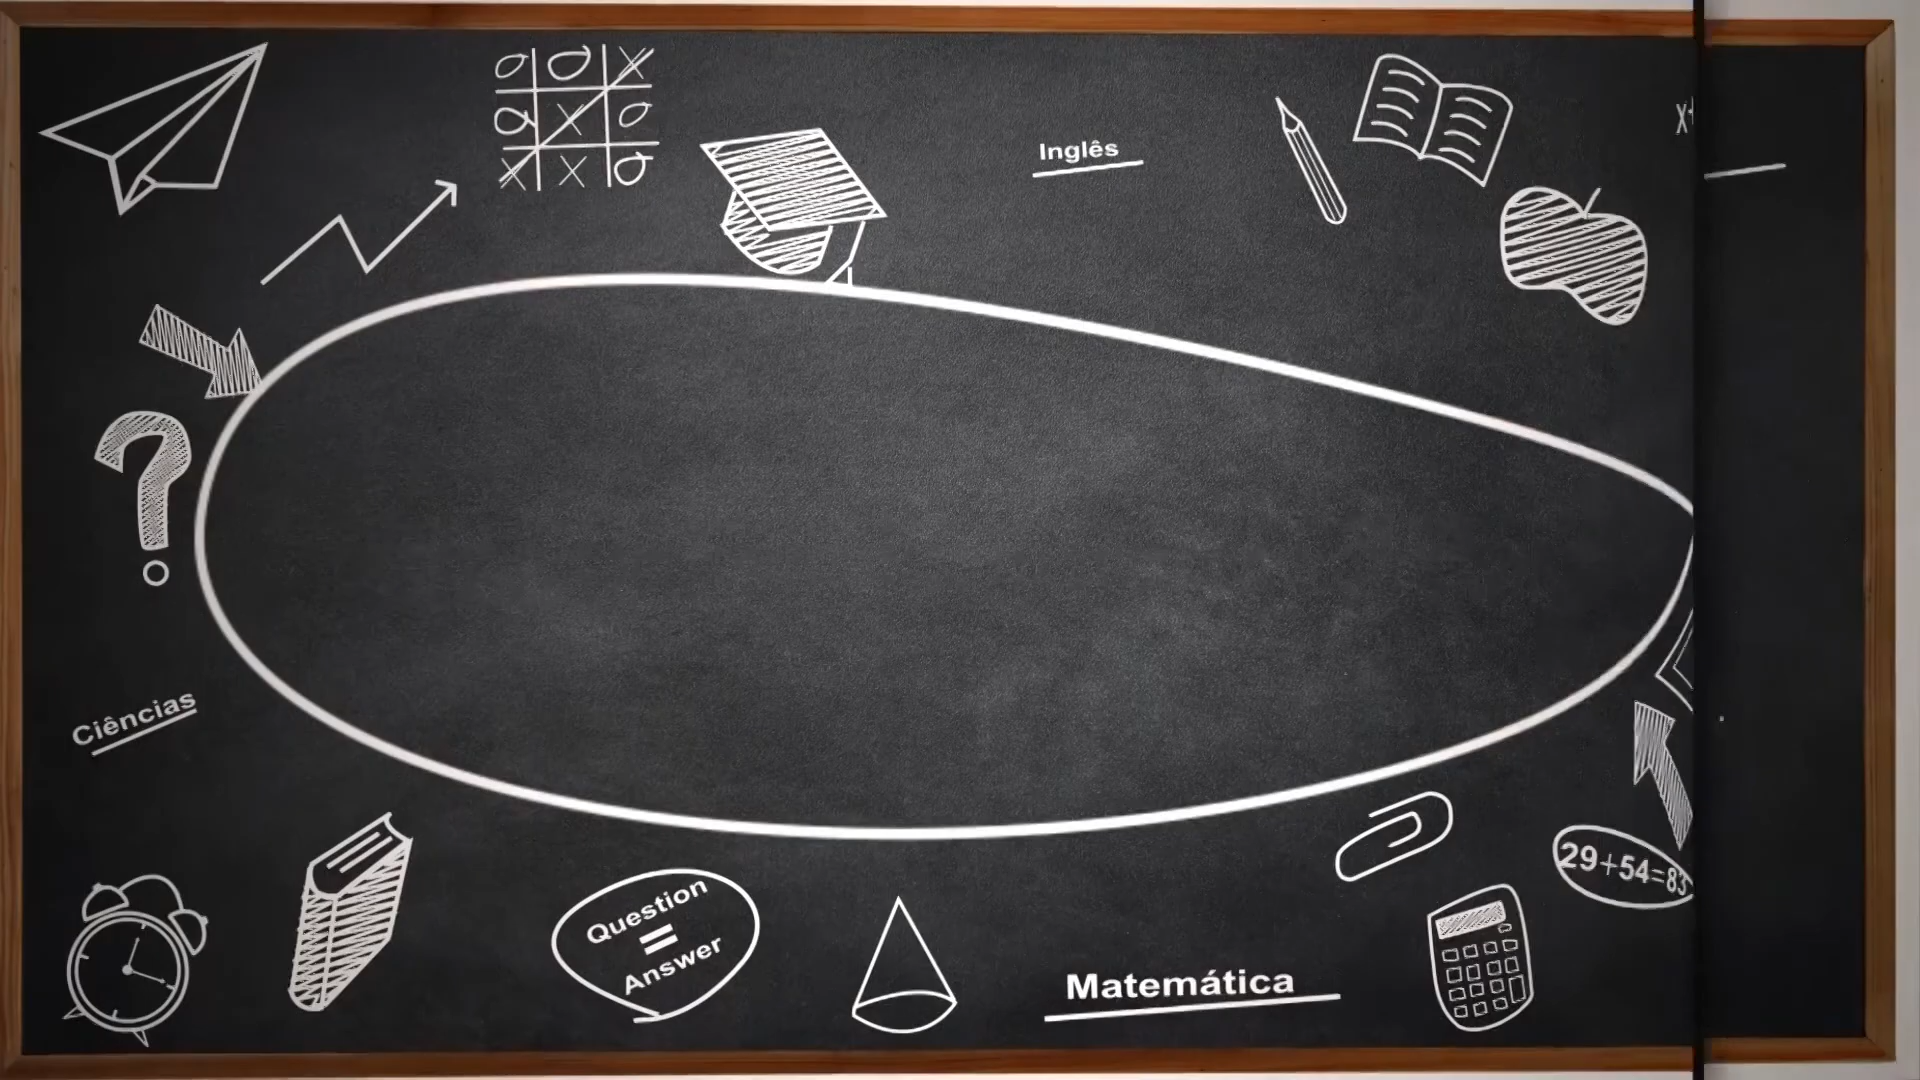 Inglês
Ciências
Question
=
Answer
29+54=83
Matemática